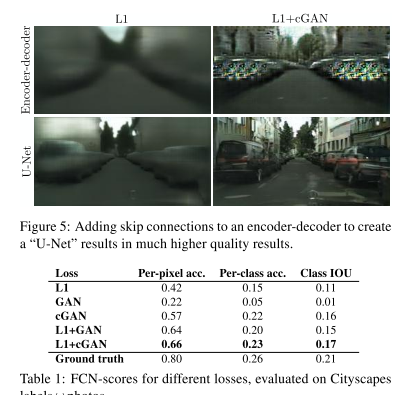 L1 L1+cGAN
Encoder-decoder
U-Net
Figure 5: Adding skip connections to an encoder-decoder to create
a “U-Net” results in much higher quality results.
Loss Per-pixel acc. Per-class acc. Class IOU
L1 0.42 0.15 0.11
GAN 0.22 0.05 0.01
cGAN 0.57 0.22 0.16
L1+GAN 0.64 0.20 0.15
L1+cGAN 0.66 0.23 0.17
Ground truth 0.80 0.26 0.21
Table 1: FCN-scores for different losses, evaluated on Cityscapes